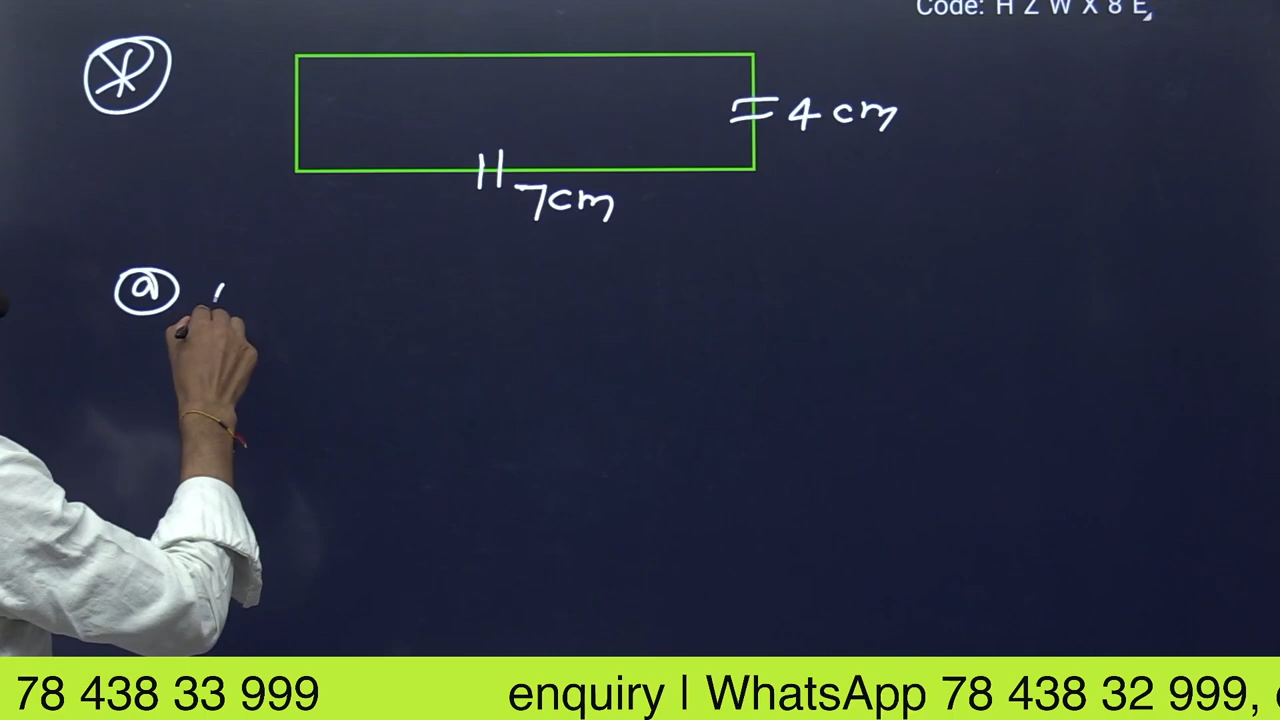 Code: H Z W X 8 E
= 4 cm
7cm
a
78 438 33 999 enquiry | WhatsApp 78 438 32 999,